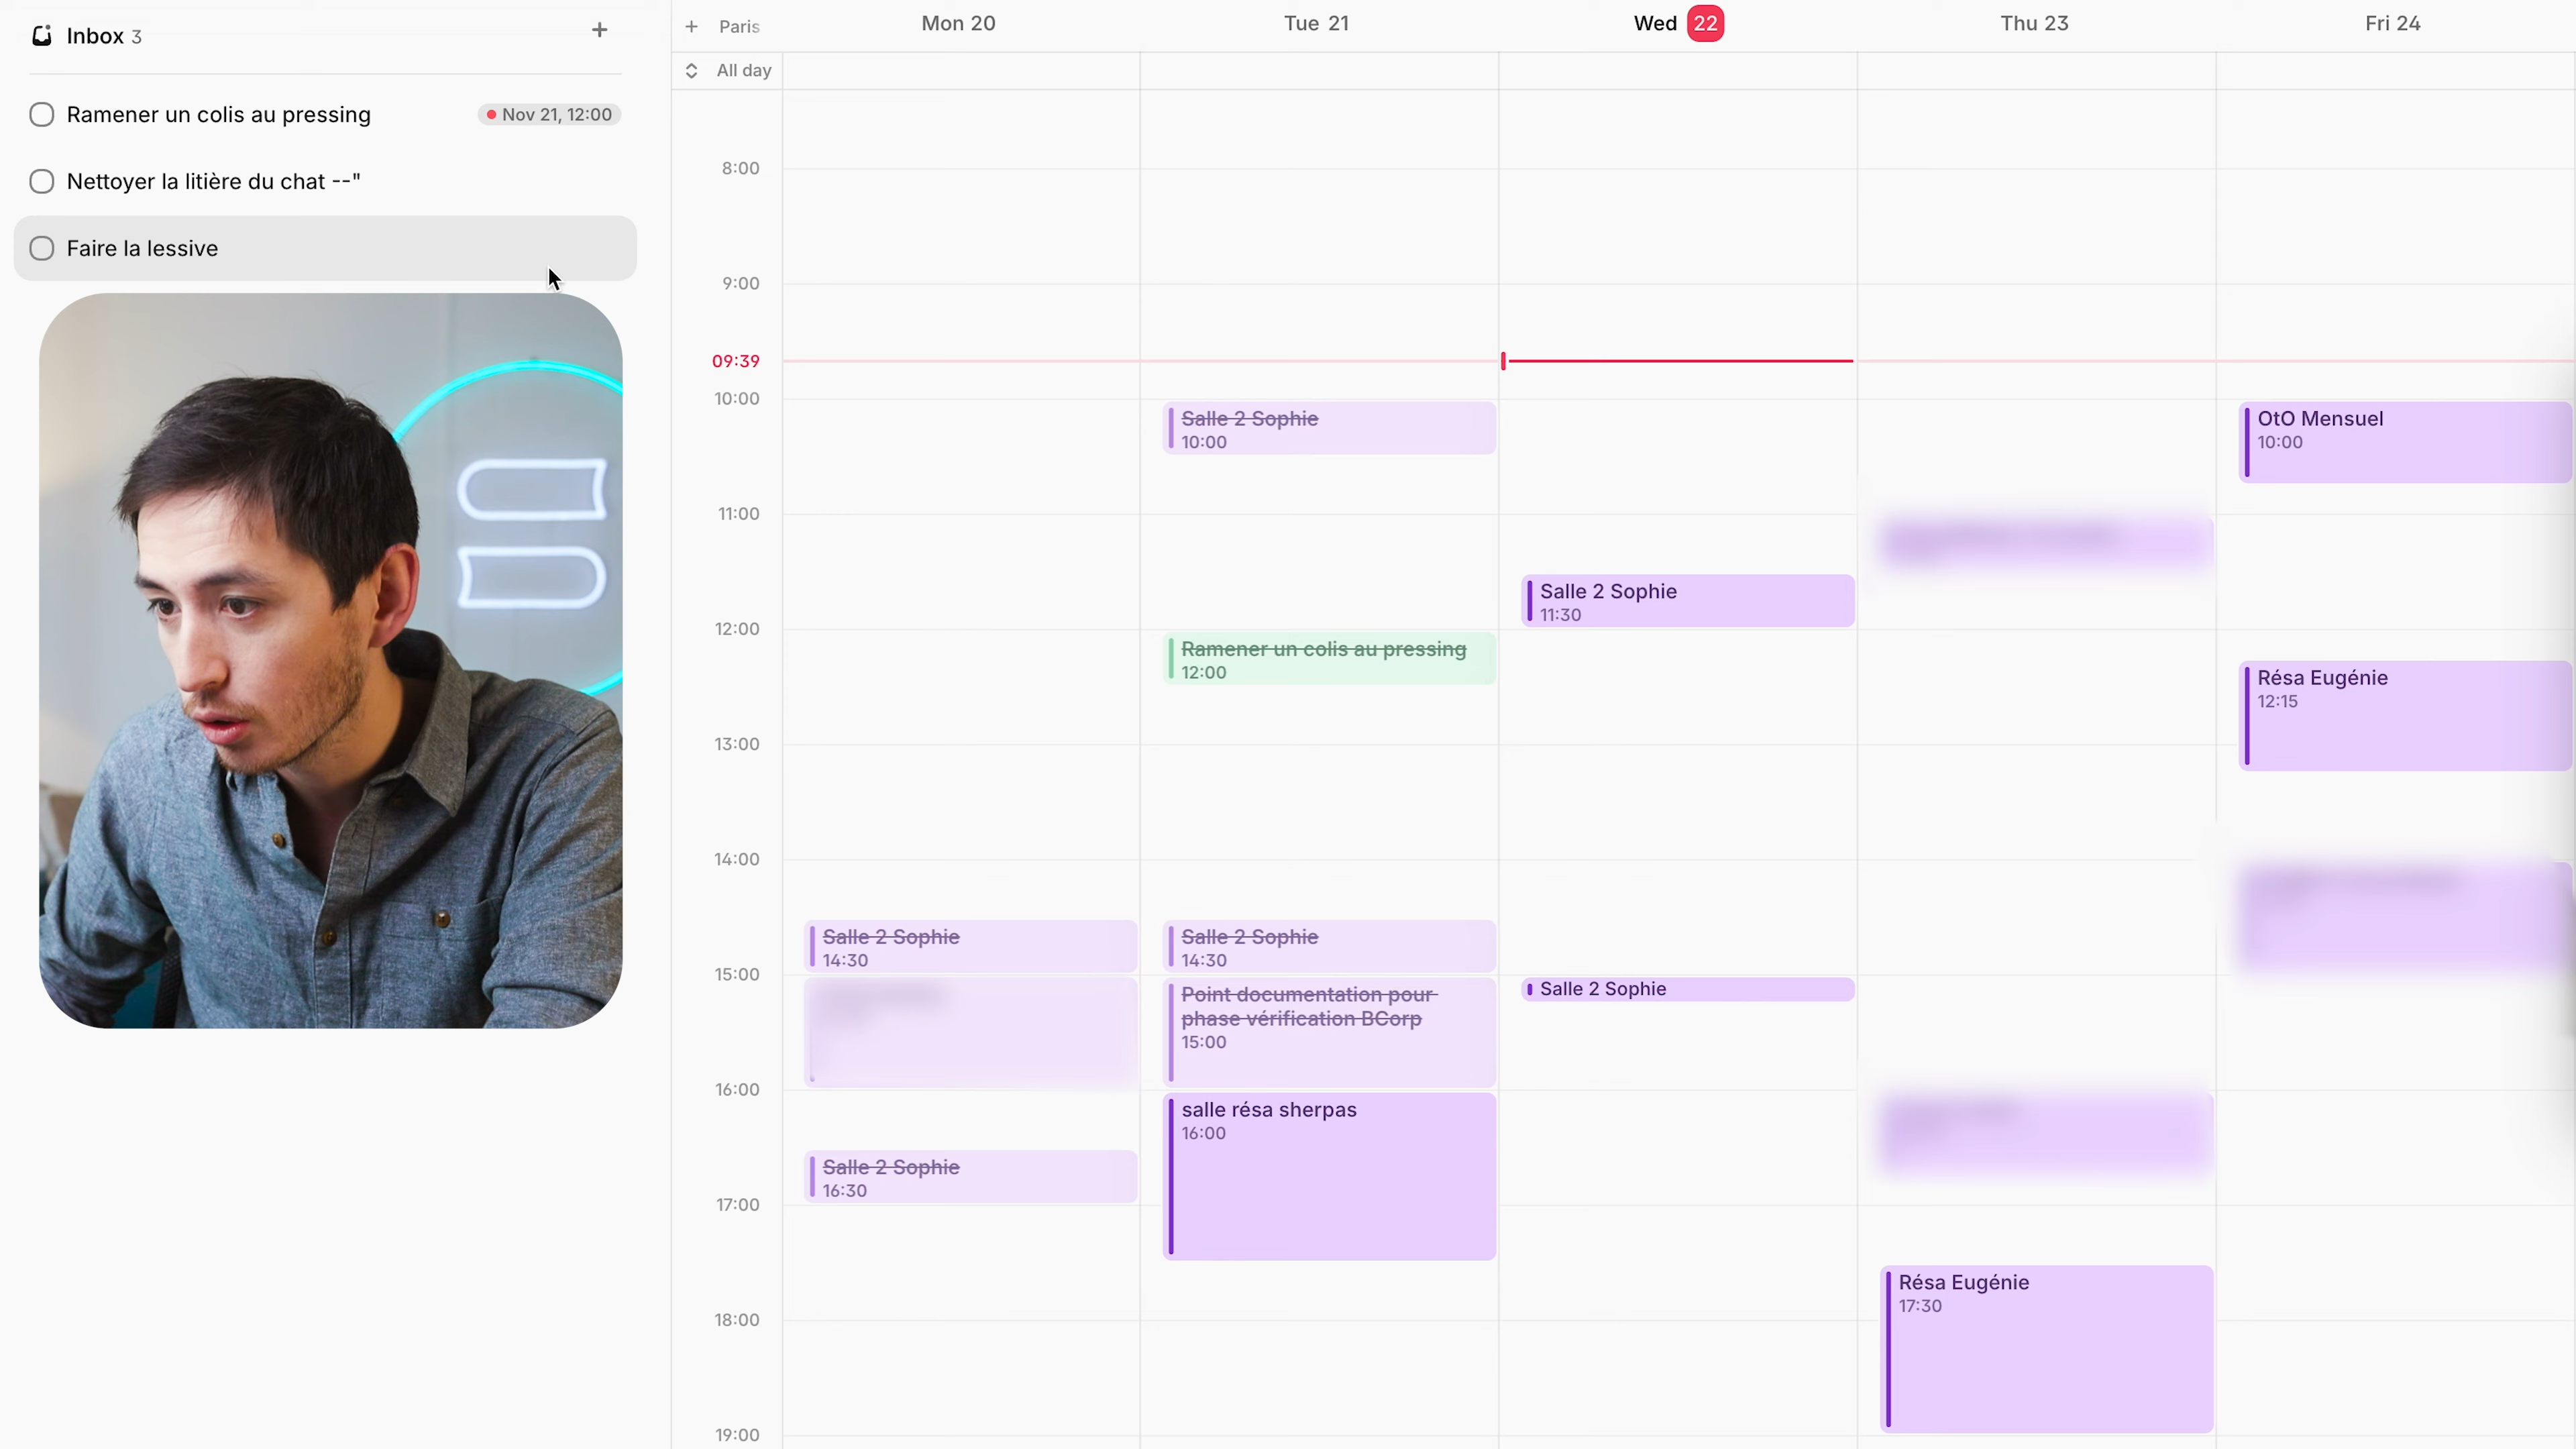 Inbox 3
Ramener un colis au pressing
Nov 21, 12:00
Nettoyer la litière du chat --"
Faire la lessive
Paris
Mon 20
Tue 21
Wed 22
Thu 23
Fri 24
All day
8:00
9:00
09:39
10:00
11:00
12:00
13:00
14:00
15:00
16:00
17:00
18:00
19:00
Salle 2 Sophie
14:30
Salle 2 Sophie
16:30
Salle 2 Sophie
10:00
Ramener un colis au pressing
12:00
Salle 2 Sophie
14:30
Point documentation pour
phase vérification BCorp
15:00
salle résa sherpas
16:00
Salle 2 Sophie
11:30
Salle 2 Sophie
Résa Eugénie
17:30
OtO Mensuel
10:00
Résa Eugénie
12:15